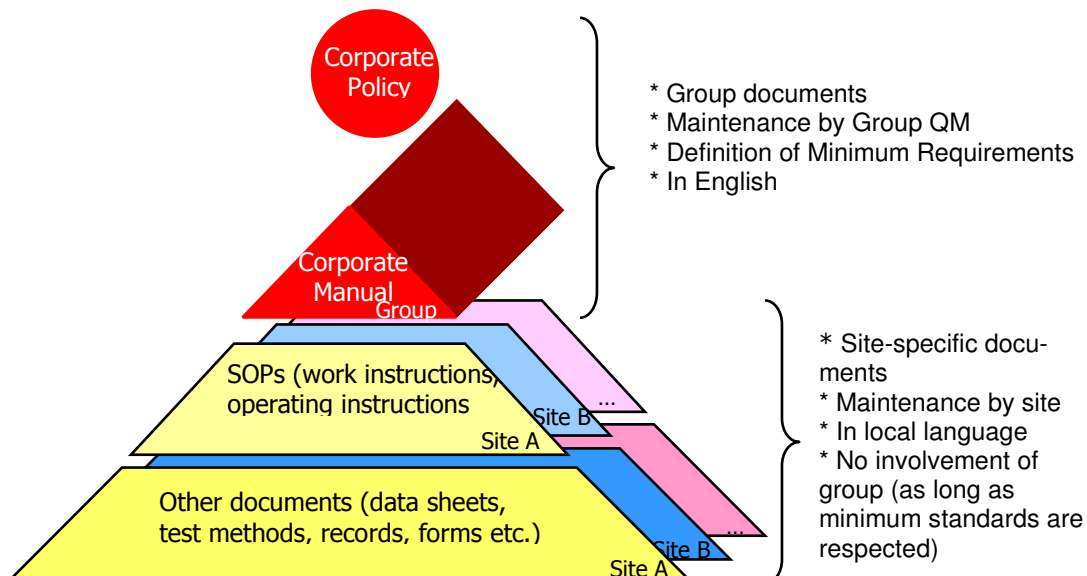 Corporate
Policy
* Group documents
* Maintenance by Group QM
* Definition of Minimum Requirements
* In English
Corporate
Manual
Group
SOPs (work instructions,
operating instructions
Site A
Site B
...
* Site-specific docu-
ments
* Maintenance by site
* In local language
* No involvement of
group (as long as
minimum standards are
respected)
Other documents (data sheets,
test methods, records, forms etc.)
Site A
Site B
...